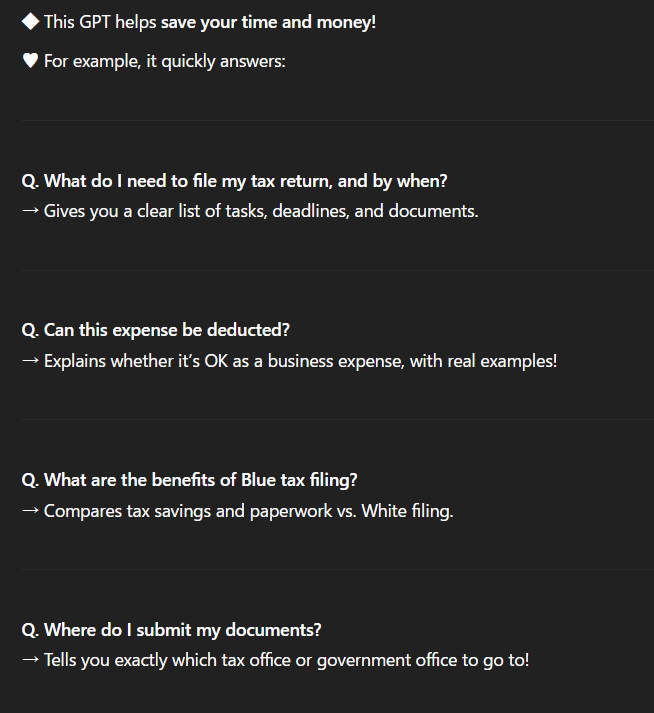 ◆ This GPT helps save your time and money!
♥ For example, it quickly answers:
Q. What do I need to file my tax return, and by when?
→ Gives you a clear list of tasks, deadlines, and documents.
Q. Can this expense be deducted?
→ Explains whether it’s OK as a business expense, with real examples!
Q. What are the benefits of Blue tax filing?
→ Compares tax savings and paperwork vs. White filing.
Q. Where do I submit my documents?
→ Tells you exactly which tax office or government office to go to!